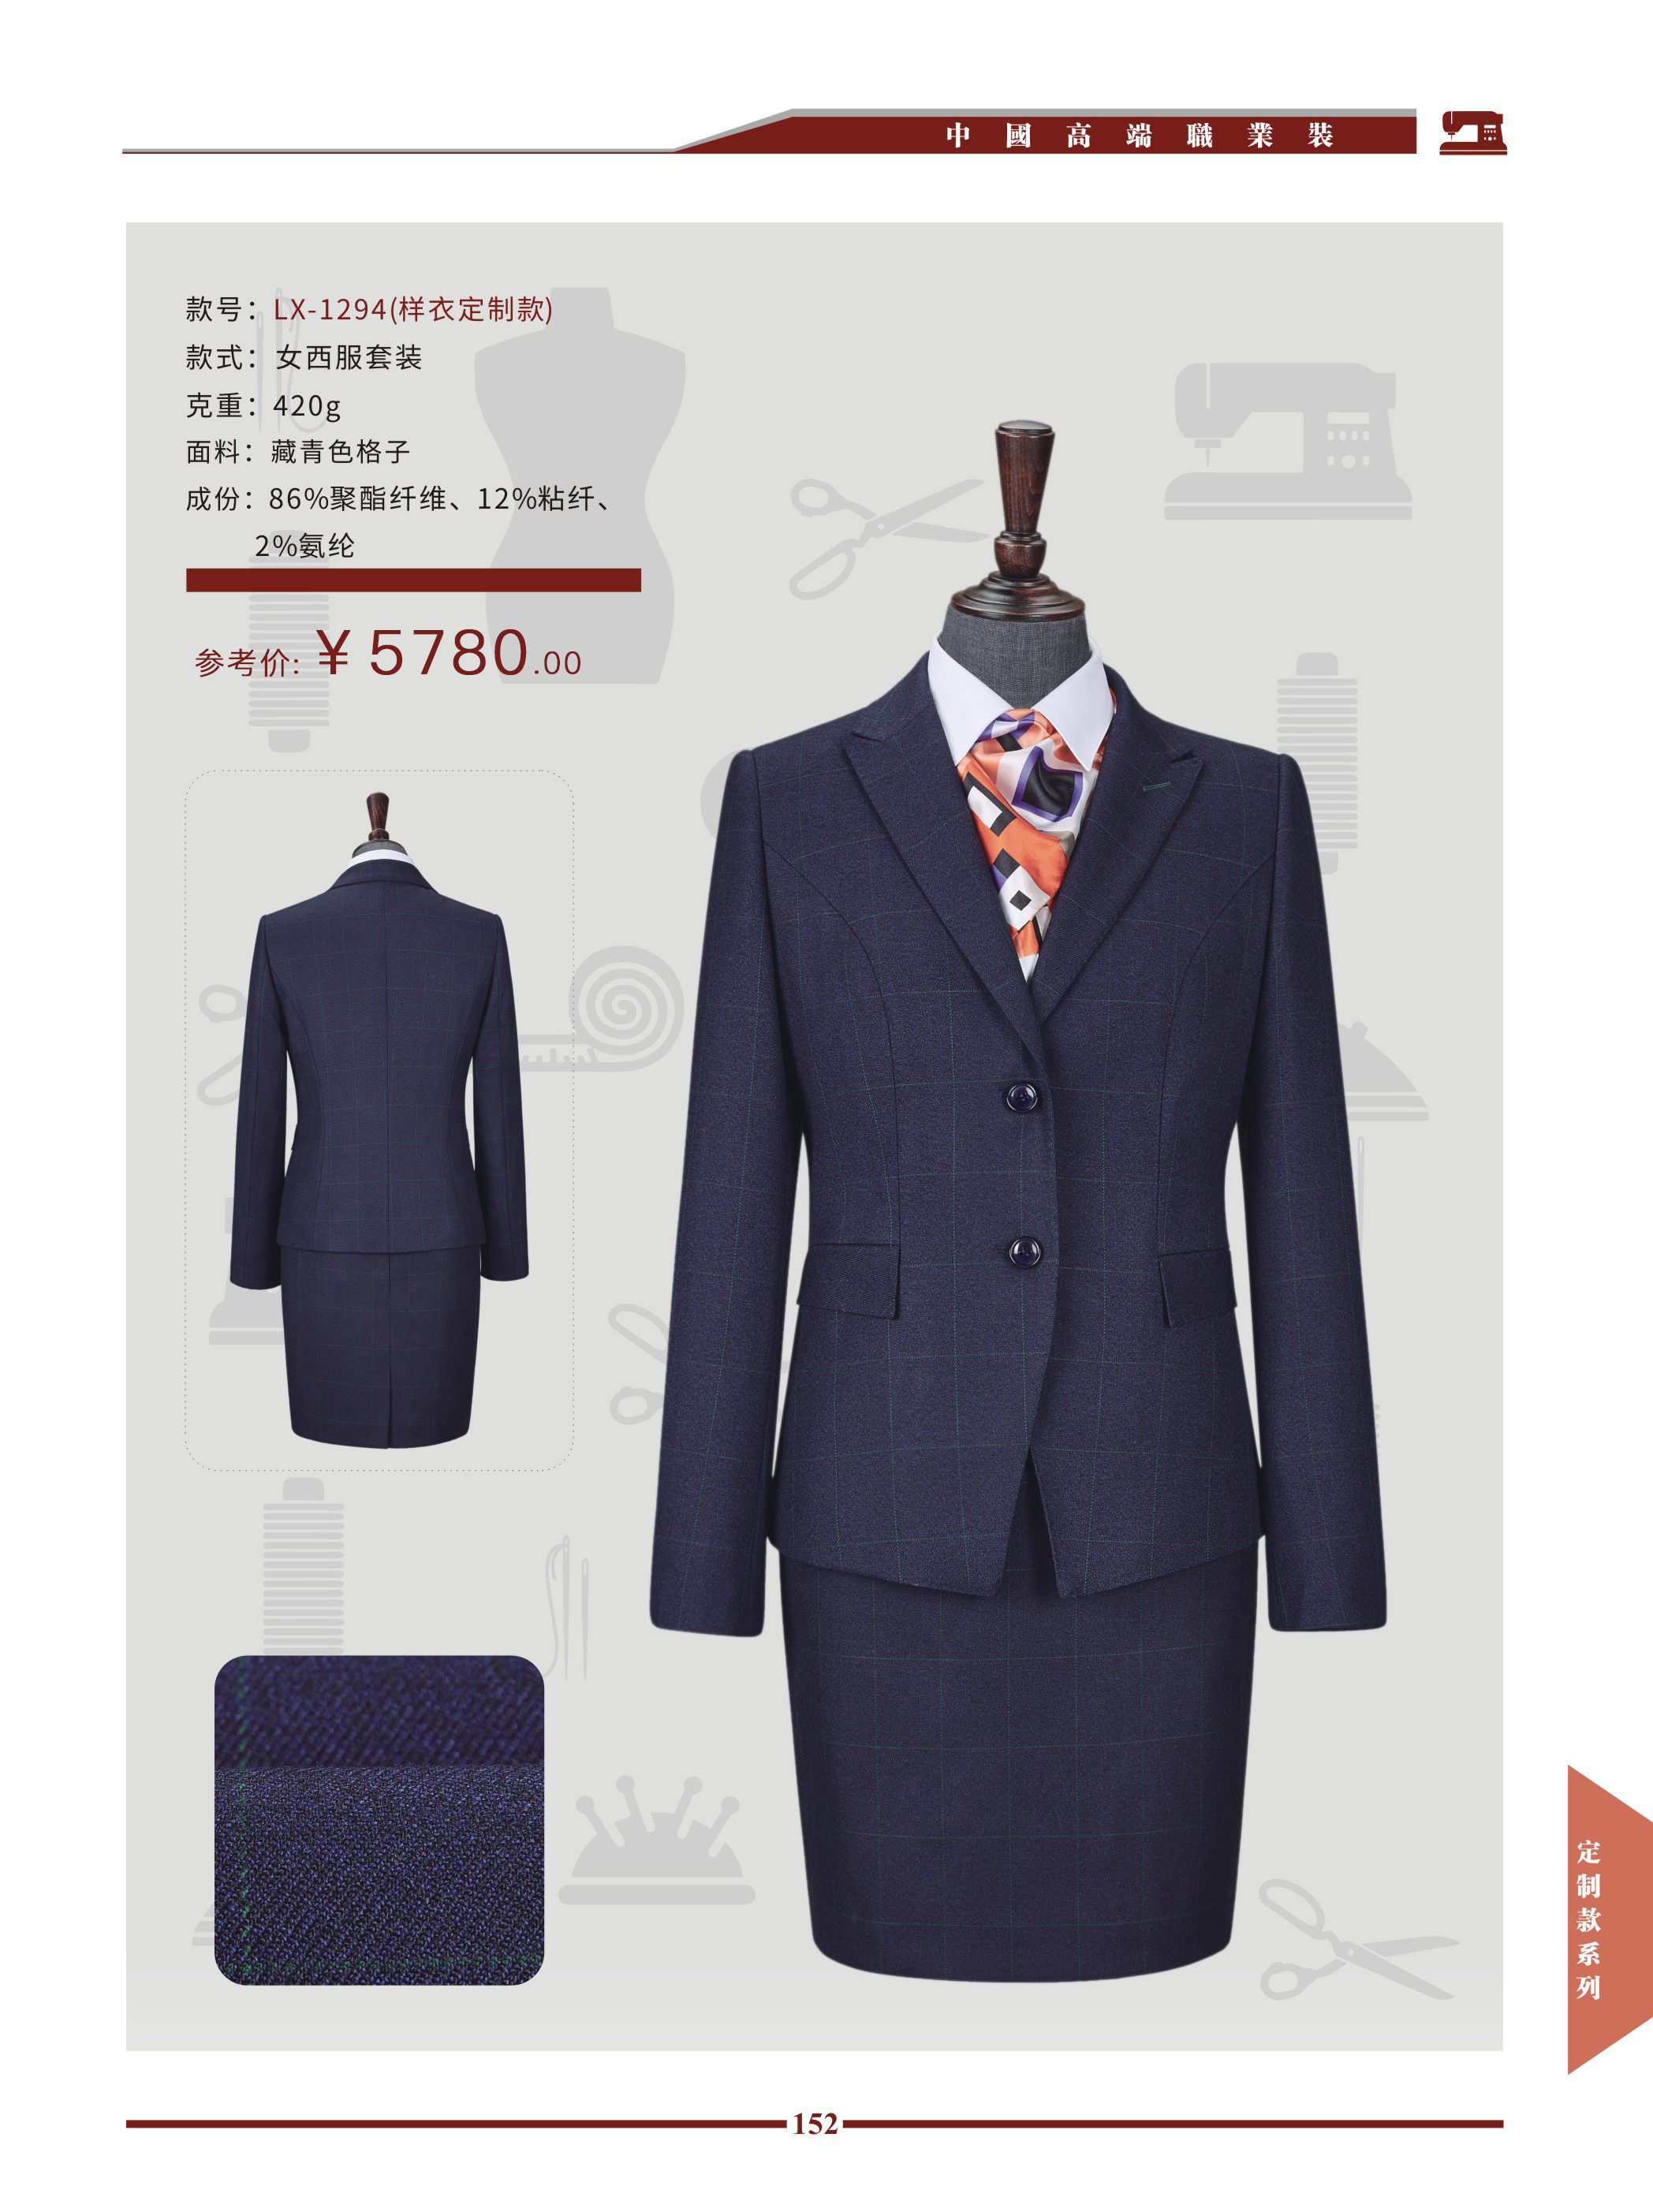 中國高端職業裝
款号：LX-1294(样衣定制款)
款式：女西服套装
克重：420g
面料：藏青色格子
成份：86%聚酯纤维、12%粘纤、
2%氨纶
参考价：¥5780.00
定制款系列
152